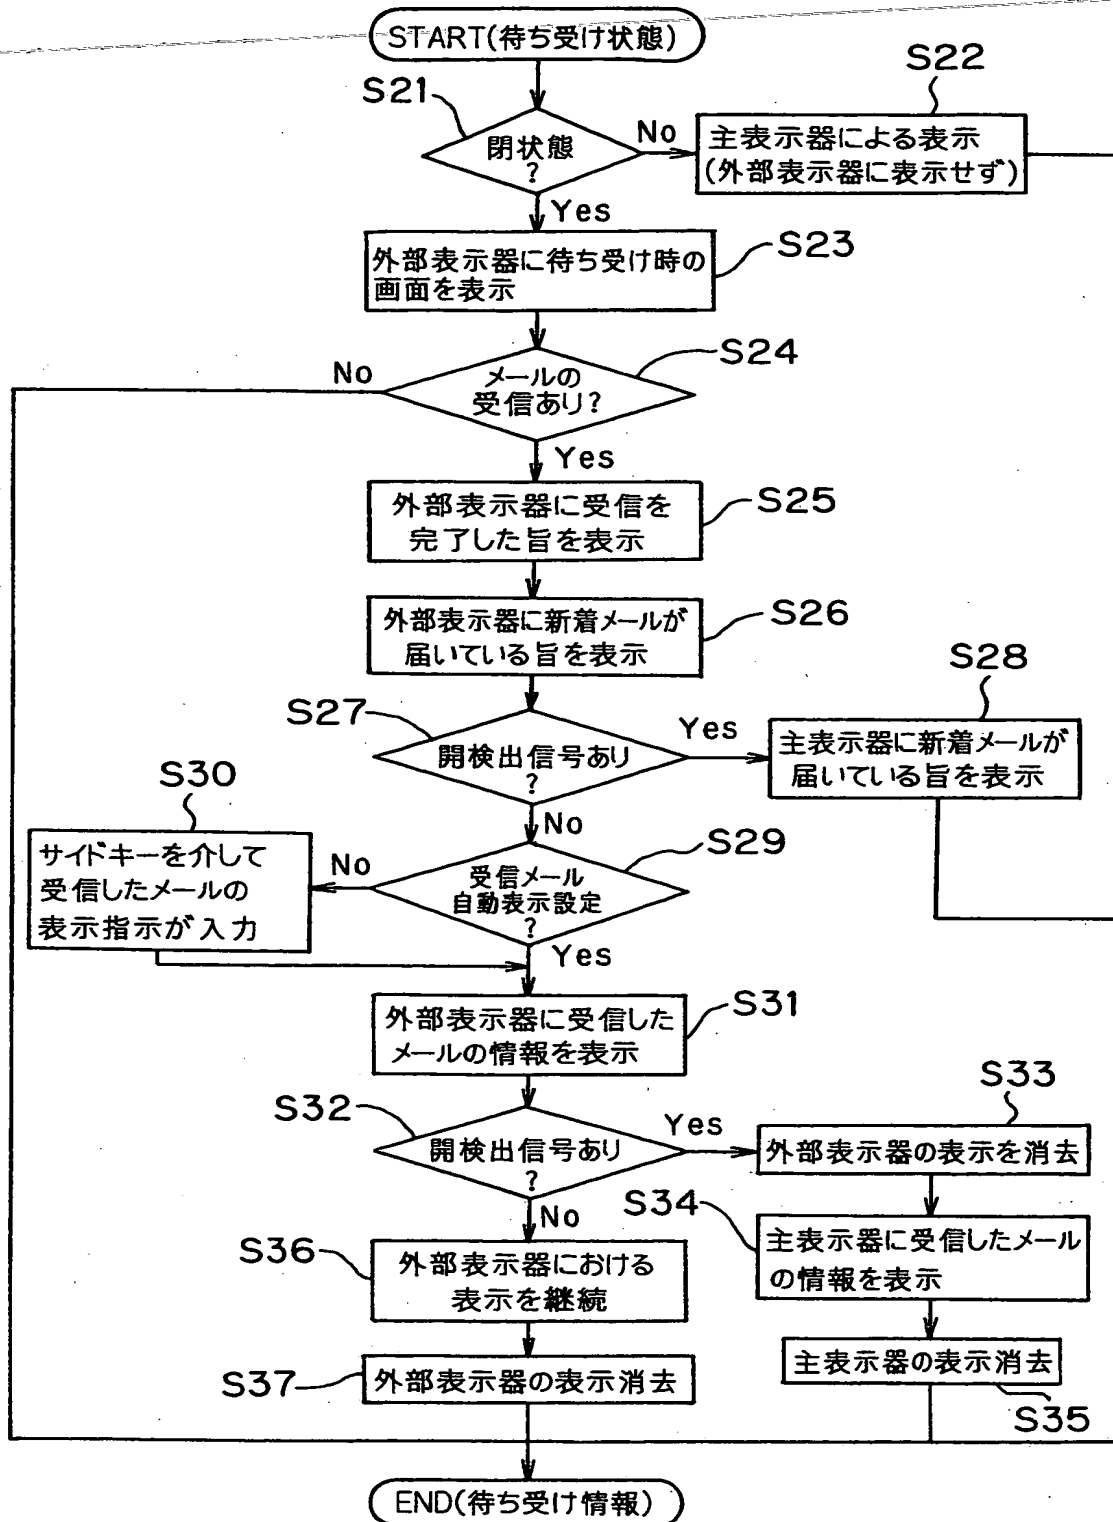 START(待ち受け状態)
S21
閉状態
?
No
S22
主表示器による表示
(外部表示器に表示せず)
Yes
S23
外部表示器に待ち受け時の
画面を表示
S24
メールの
受信あり?
No
Yes
S25
外部表示器に受信を
完了した旨を表示
S26
外部表示器に新着メールが
届いている旨を表示
S27
開検出信号あり
?
Yes
S28
主表示器に新着メールが
届いている旨を表示
No
S29
受信メール
自動表示設定
?
No
S30
サイドキーを介して
受信したメールの
表示指示が入力
Yes
S31
外部表示器に受信した
メールの情報を表示
S32
開検出信号あり
?
Yes
S33
外部表示器の表示を消去
S34
主表示器に受信したメール
の情報を表示
主表示器の表示消去
S35
No
S36
外部表示器における
表示を継続
S37
外部表示器の表示消去
END(待ち受け情報)